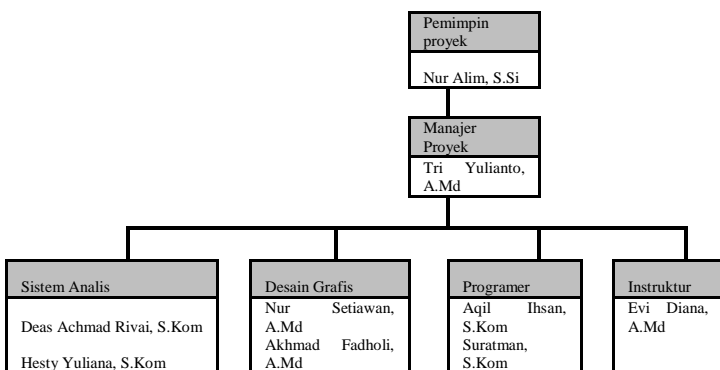 Pemimpin
proyek
Nur Alim, S.Si
Manajer
Proyek
Tri Yulianto,
A.Md
Sistem Analis
Deas Achmad Rivai, S.Kom
Hesty Yuliana, S.Kom
Desain Grafis
Nur Setiawan,
A.Md
Akhmad Fadholi,
A.Md
Programer
Aqil Ihsan,
S.Kom
Suratman,
S.Kom
Instruktur
Evi Diana,
A.Md